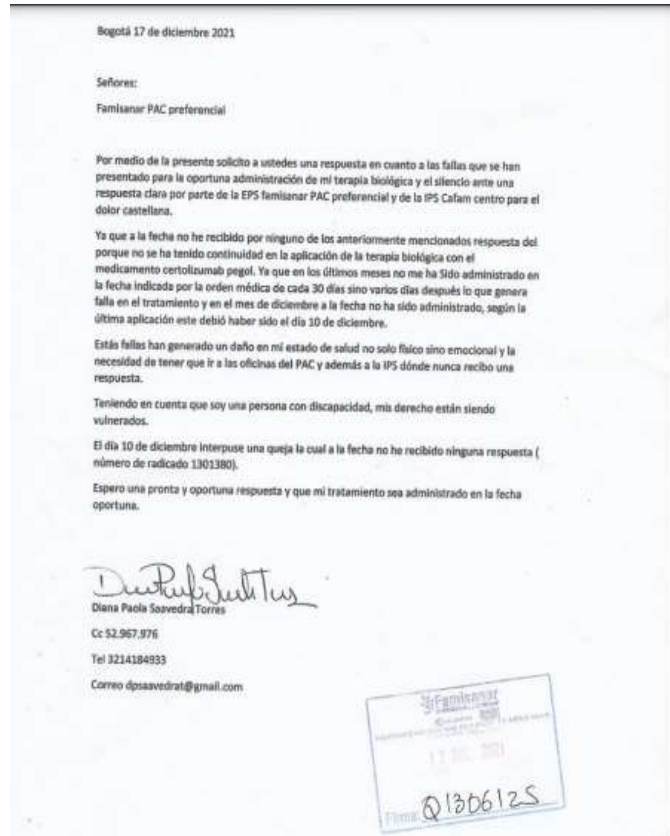 Bogotá 17 de diciembre 2021
Señores:
Famisanar PAC preferencial
Por medio de la presente solicito a ustedes una respuesta en cuanto a las fallas que se han
presentado para la oportuna administración de mi terapia biológica y el silencio ante una
respuesta clara por parte de la EPS famisanar PAC preferencial y de la IPS Cafam centro para el
dolor castellana.
Ya que a la fecha no he recibido por ninguno de los anteriormente mencionados respuesta del
porque no se ha tenido continuidad en la aplicación de la terapia biológica con el
medicamento certolizumab pegol. Ya que en los últimos meses no me ha Sido administrado en
la fecha indicada por la orden médica de cada 30 días sino varios días después lo que genera
falla en el tratamiento y en el mes de diciembre a la fecha no ha sido administrado, según la
última aplicación este debió haber sido el día 10 de diciembre.
Estás fallas han generado un daño en mi estado de salud no solo físico sino emocional y la
necesidad de tener que ir a las oficinas del PAC y además a la IPS dónde nunca recibo una
respuesta.
Teniendo en cuenta que soy una persona con discapacidad, mis derecho están siendo
vulnerados.
El día 10 de diciembre interpuse una queja la cual a la fecha no he recibido ninguna respuesta (
número de radicado 1301380).
Espero una pronta y oportuna respuesta y que mi tratamiento sea administrado en la fecha
oportuna.
Diana Paola Saavedra Torres
Cc 52.967.976
Tel 3214184933
Correo dpsaavedrat@gmail.com
Famisanar
2021
Firma: Q1306125